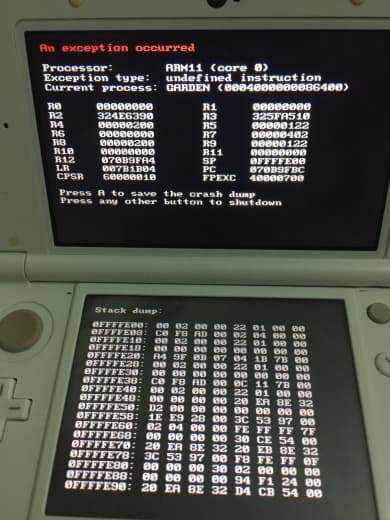 An exception occurred
Processor: ARM11 (core 0)
Exception type: undefined instruction
Current process: GARDEN (0004000000086400)
R0 00000000 R1 00000000
R2 324E6390 R3 325FA510
R4 00000200 R5 00000122
R6 00000000 R7 00000402
R8 00000200 R9 00000122
R10 00000000 R11 00000000
R12 070B9FA4 SP 0FFFFE00
LR 007B1B04 PC 070B9FBC
CPSR 60000010 FPEXC 40000700
Press A to save the crash dump
Press any other button to shutdown
Stack dump:
0FFFFE00: 00 02 00 00 22 01 00 00
0FFFFE08: C0 F8 AD 00 02 04 00 00
0FFFFE10: 00 02 00 00 22 01 00 00
0FFFFE18: 00 00 00 00 00 00 00 00
0FFFFE20: A4 9F 0B 07 04 1B 7B 00
0FFFFE28: 00 02 00 00 22 01 00 00
0FFFFE30: 00 00 00 00 00 00 00 00
0FFFFE38: C0 F8 AD 00 0C 11 7B 00
0FFFFE40: 00 02 00 00 22 01 00 00
0FFFFE48: 00 00 00 00 20 EA 8E 32
0FFFFE50: D2 00 00 00 00 00 00 00
0FFFFE58: 1E E9 28 00 3C 53 97 00
0FFFFE60: 02 04 00 00 FE FF FF 7F
0FFFFE68: 00 00 00 00 30 CE 54 00
0FFFFE70: 20 EA 8E 32 20 EB 8E 32
0FFFFE78: 3C 53 97 00 F8 FE FF 0F
0FFFFE80: 00 00 00 30 02 00 00 00
0FFFFE88: 00 00 00 00 94 F1 24 00
0FFFFE90: 20 EA 8E 32 D4 CB 54 00